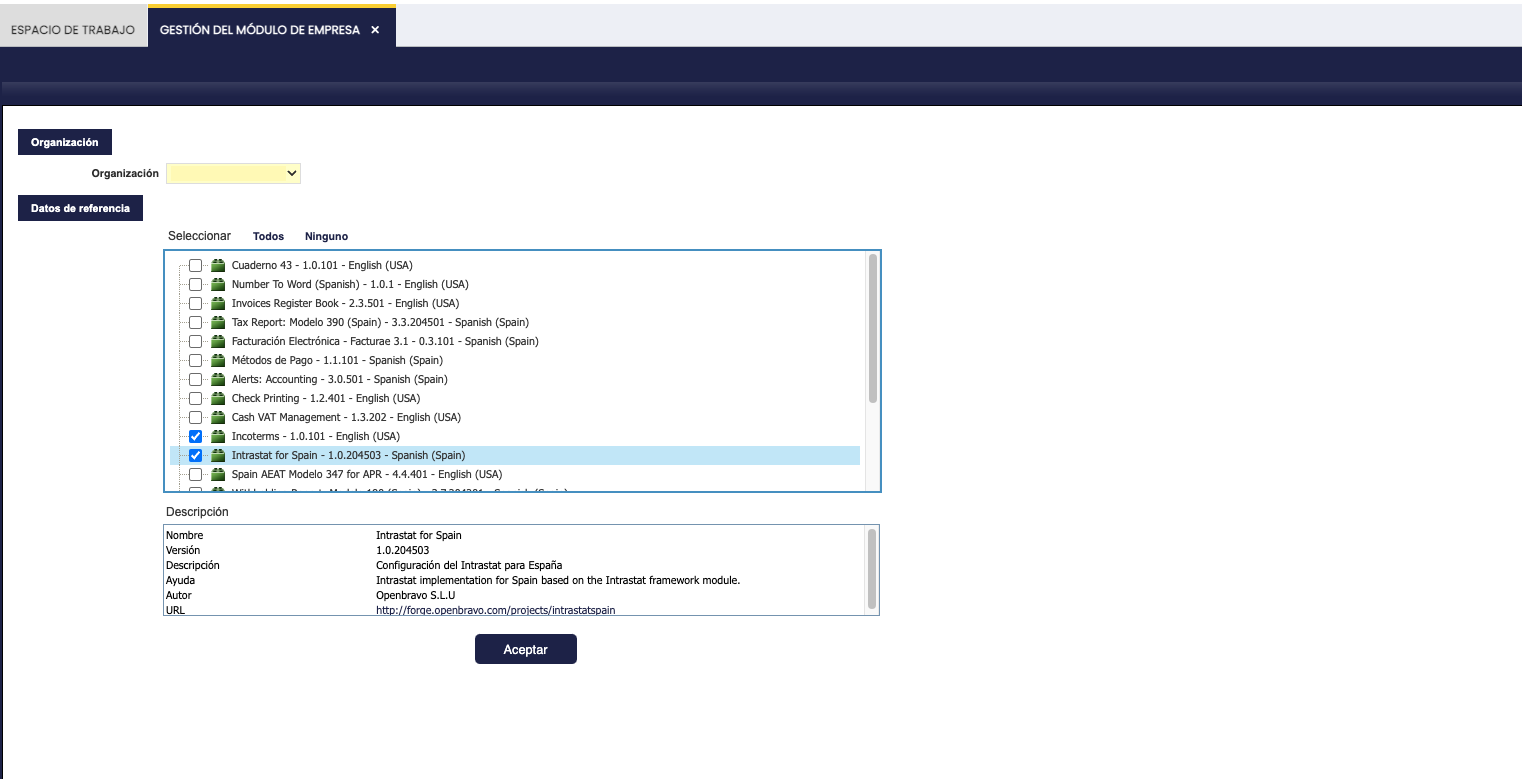 ESPACIO DE TRABAJO
GESTIÓN DEL MÓDULO DE EMPRESA ×
Organización
Organización
Datos de referencia
Seleccionar Todos Ninguno
Cuaderno 43 - 1.0.101 - English (USA)
Number To Word (Spanish) - 1.0.1 - English (USA)
Invoices Register Book - 2.3.501 - English (USA)
Tax Report: Modelo 390 (Spain) - 3.3.204501 - Spanish (Spain)
Facturación Electrónica - Facturae 3.1 - 0.3.101 - Spanish (Spain)
Métodos de Pago - 1.1.101 - Spanish (Spain)
Alerts: Accounting - 3.0.501 - Spanish (Spain)
Check Printing - 1.2.401 - English (USA)
Cash VAT Management - 1.3.202 - English (USA)
Incoterms - 1.0.101 - English (USA)
Intrastat for Spain - 1.0.204503 - Spanish (Spain)
Spain AEAT Modelo 347 for APR - 4.4.401 - English (USA)
Descripción
Nombre Intrastat for Spain
Versión 1.0.204503
Descripción Configuración del Intrastat para España
Ayuda Intrastat implementation for Spain based on the Intrastat framework module.
Autor Openbravo S.L.U
URL http://forge.openbravo.com/projects/intrastatspain
Aceptar